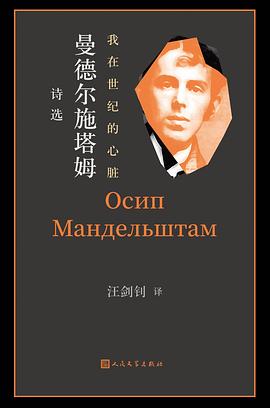 我在世纪的心脏
曼德尔施塔姆
诗选
Осип
Мандельштам
汪剑钊 译
人民文学出版社